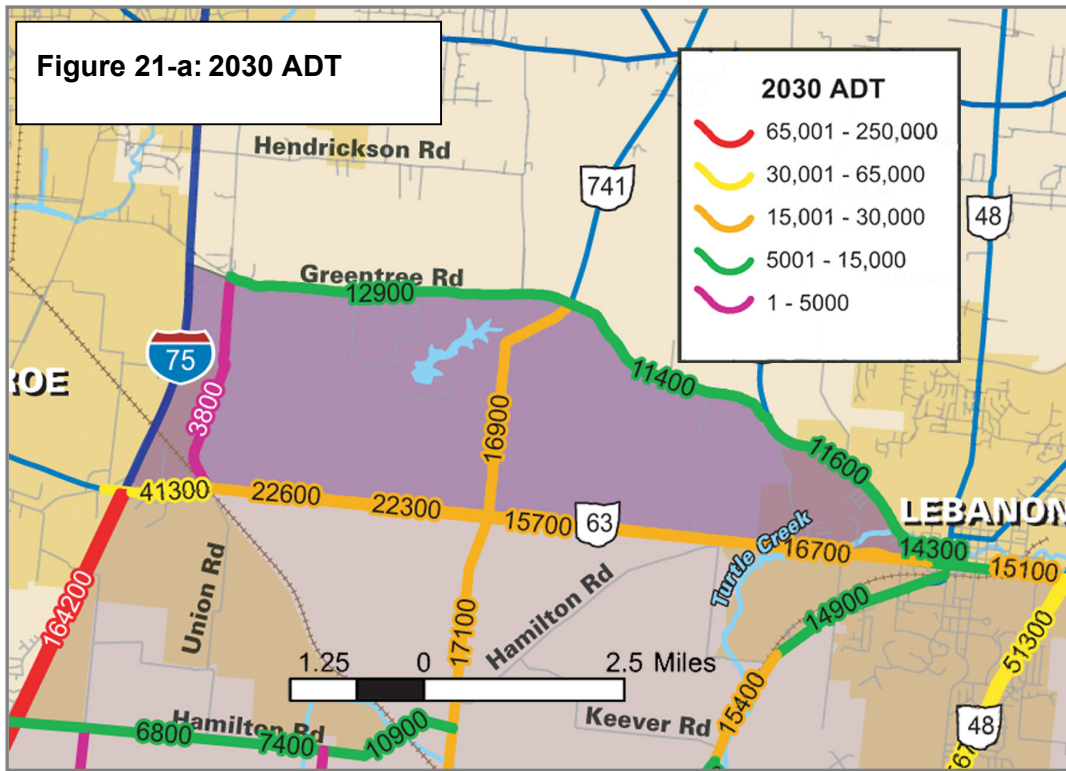 Figure 21-a: 2030 ADT
2030 ADT
65,001 - 250,000
30,001 - 65,000
15,001 - 30,000
5001 - 15,000
1 - 5000
Hendrickson Rd
741
48
Greentree Rd
12900
75
ROE
3800
11400
16900
11600
41300
22600
22300
15700
63
LEBANON
Turtle Creek
16700
14300
15100
164200
Union Rd
Hamilton Rd
17100
14900
51300
1.25 0 2.5 Miles
15400
Keever Rd
48
Hamilton Rd
6800
7400
10900